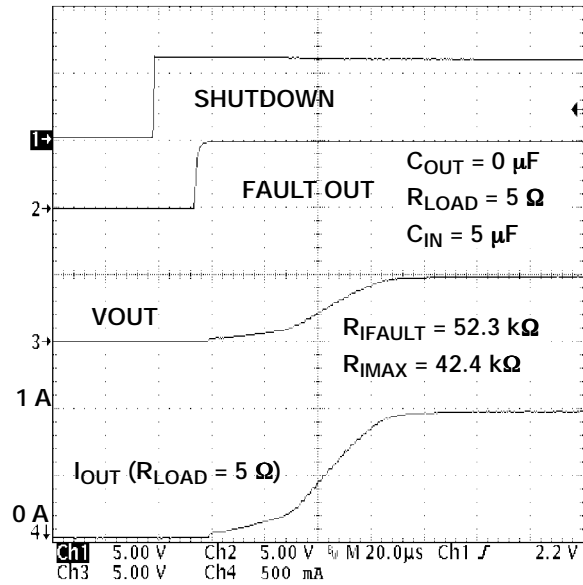 SHUTDOWN
1
C_OUT = 0 µF
FAULT OUT
R_LOAD = 5 Ω
2
C_IN = 5 µF
VOUT
R_IFAULT = 52.3 kΩ
3
R_IMAX = 42.4 kΩ
1 A
I_OUT (R_LOAD = 5 Ω)
0 A
4
Ch1 5.00 V Ch2 5.00 V M 20.0µs Ch1 2.2 V
Ch3 5.00 V Ch4 500 mA